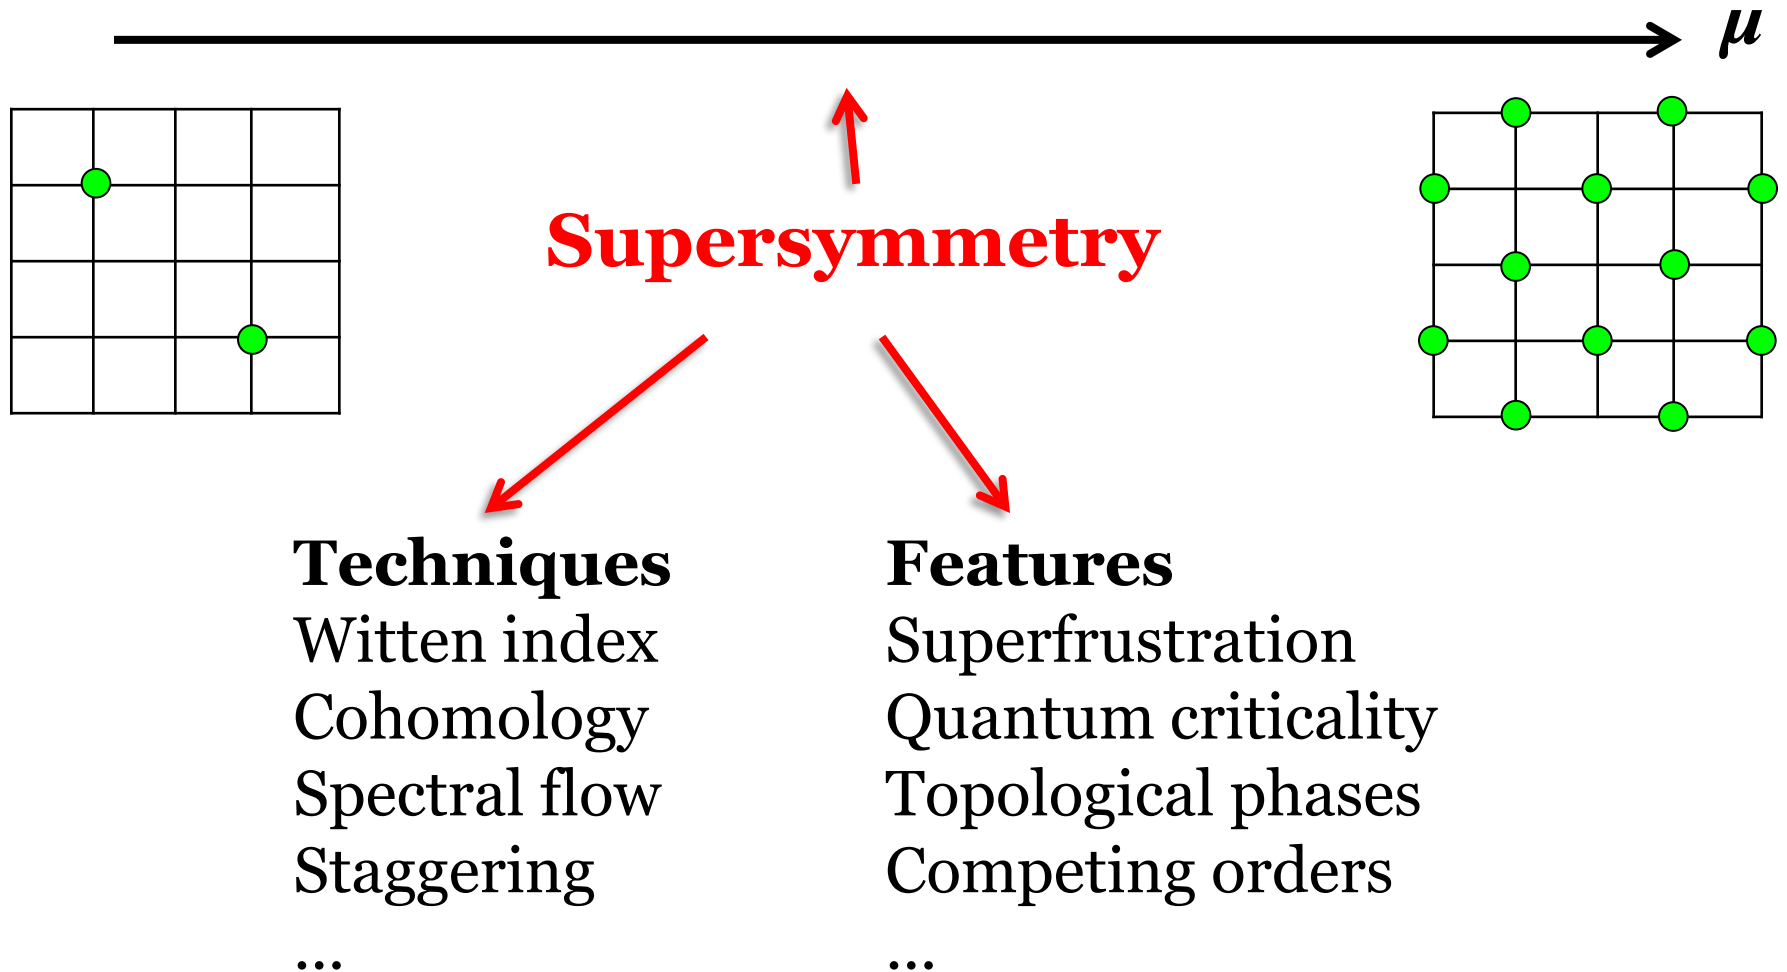 μ
Supersymmetry
Techniques
Witten index
Cohomology
Spectral flow
Staggering
...
Features
Superfrustration
Quantum criticality
Topological phases
Competing orders
...